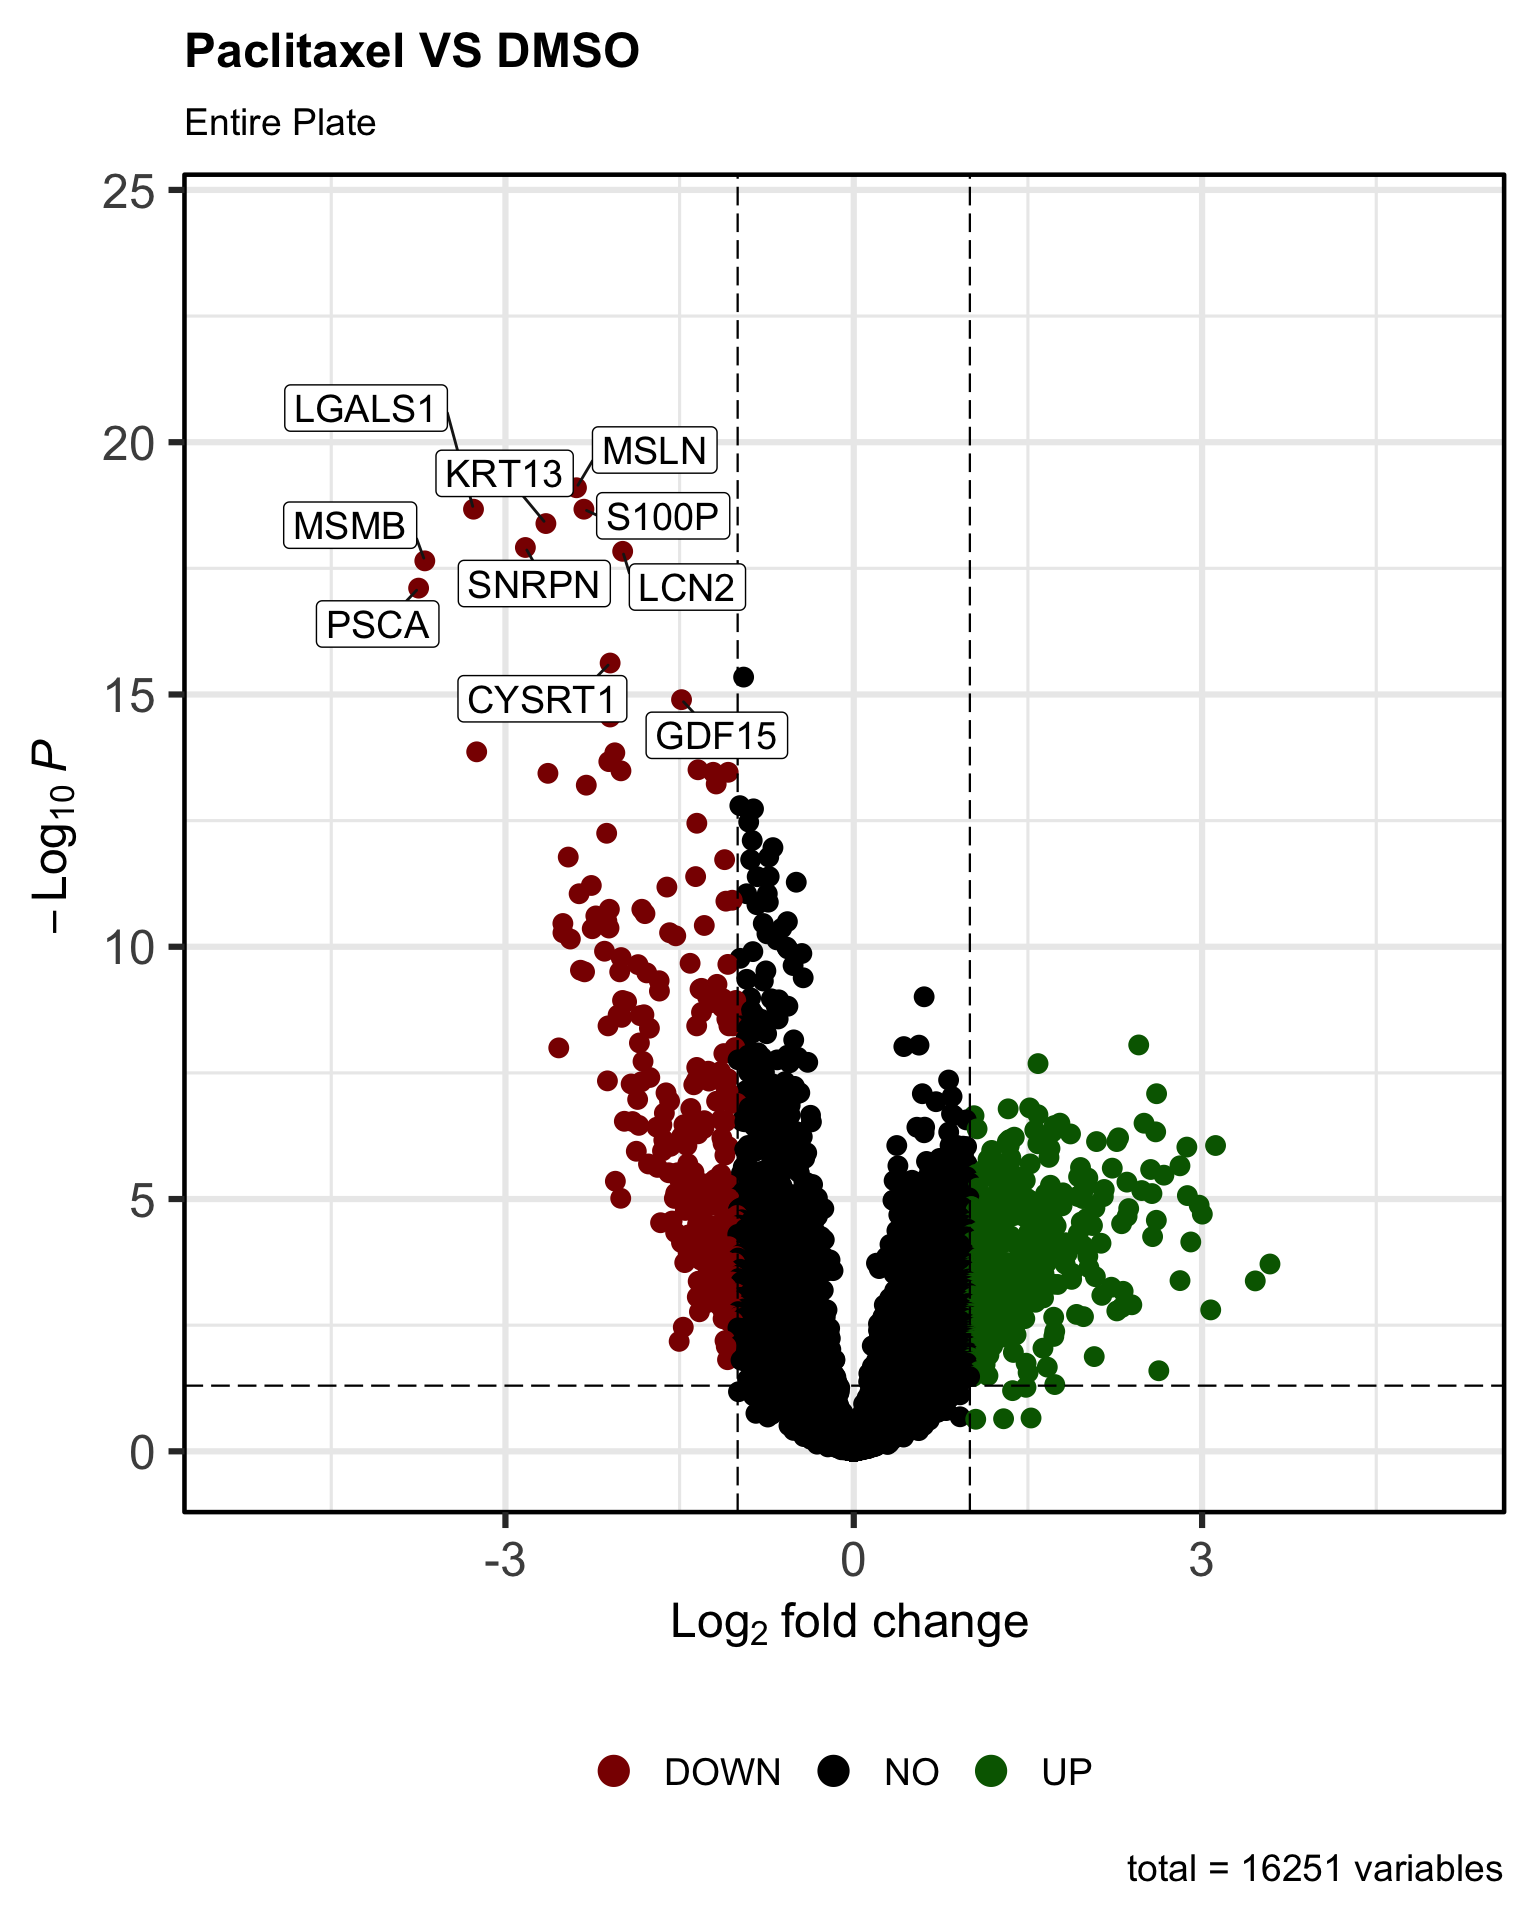 Paclitaxel VS DMSO
Entire Plate
25
20
15
10
5
0
−Log10 P
LGALS1
MSLN
KRT13
S100P
MSMB
SNRPN
LCN2
PSCA
CYSRT1
GDF15
-3 0 3
Log2 fold change
DOWN NO UP
total = 16251 variables